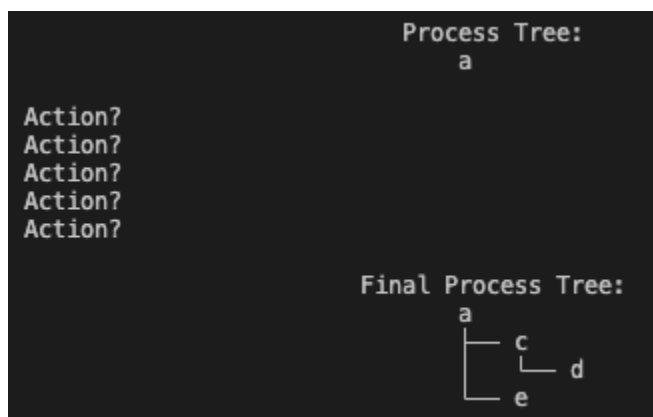 Process Tree:
a
Action?
Action?
Action?
Action?
Action?
Final Process Tree:
a
├── c
│   └── d
└── e